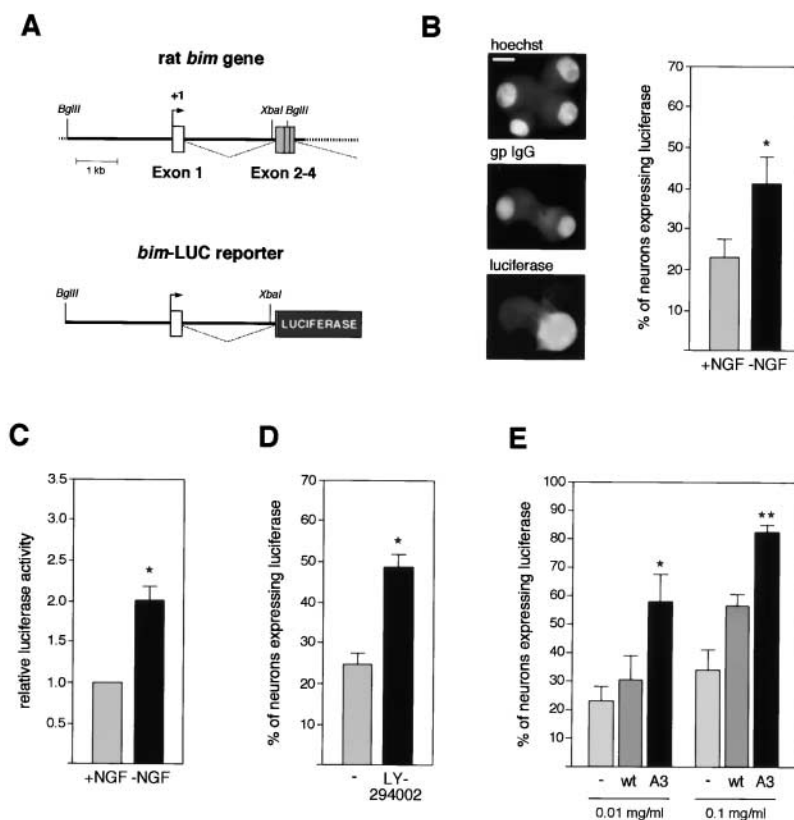 A
rat bim gene
BglII
+1
XbaI
BglII
1 kb
Exon 1
Exon 2-4
bim-LUC reporter
BglII
XbaI
LUCIFERASE
B
hoechst
gp IgG
luciferase
% of neurons expressing luciferase
70
60
50
40
30
20
10
*
+NGF -NGF
C
relative luciferase activity
3.5
3.0
2.5
2.0
1.5
1.0
0.5
*
+NGF -NGF
D
% of neurons expressing luciferase
70
60
50
40
30
20
10
*
- LY-
294002
E
% of neurons expressing luciferase
100
90
80
70
60
50
40
30
20
10
*
**
- wt A3 - wt A3
0.01 mg/ml 0.1 mg/ml